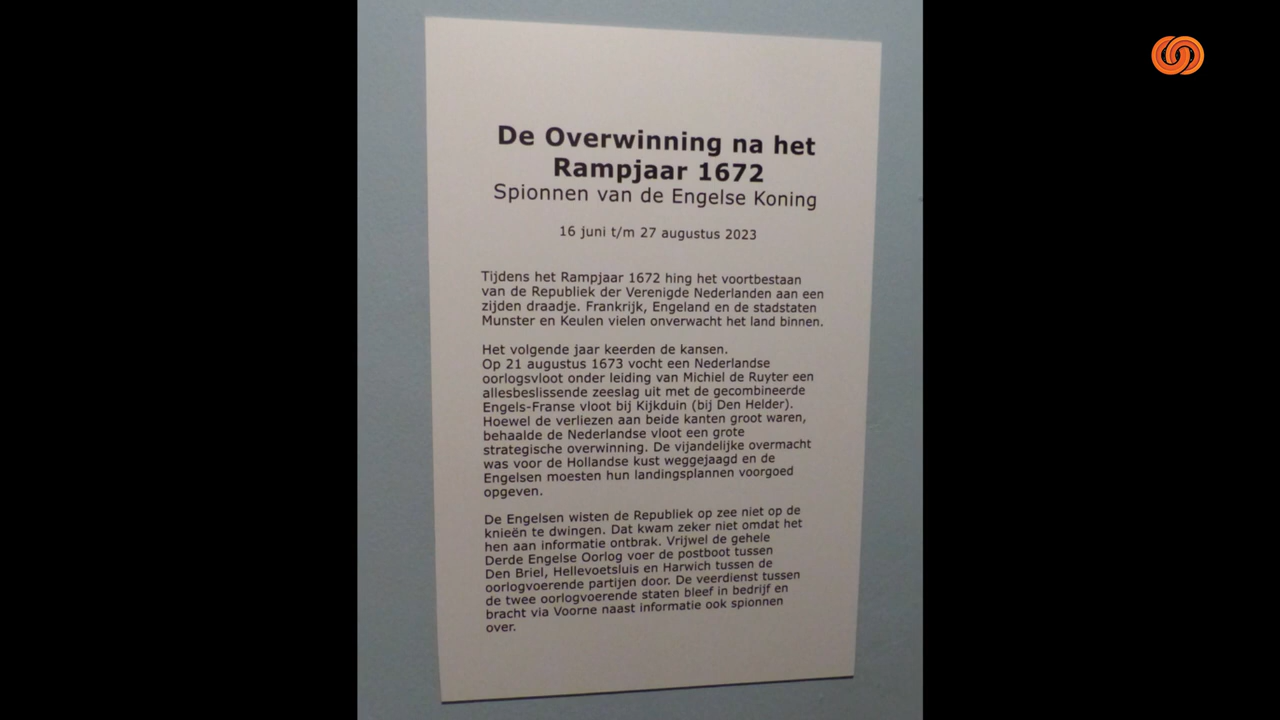 De Overwinning na het
Rampjaar 1672
Spionnen van de Engelse Koning
16 juni t/m 27 augustus 2023
Tijdens het Rampjaar 1672 hing het voortbestaan
van de Republiek der Verenigde Nederlanden aan een
zijden draadje. Frankrijk, Engeland en de stadstaten
Munster en Keulen vielen onverwacht het land binnen.
Het volgende jaar keerden de kansen.
Op 21 augustus 1673 vocht een Nederlandse
oorlogsvloot onder leiding van Michiel de Ruyter een
allesbeslissende zeeslag uit met de gecombineerde
Engels-Franse vloot bij Kijkduin (bij Den Helder).
Hoewel de verliezen aan beide kanten groot waren,
behaalde de Nederlandse vloot een grote
strategische overwinning. De vijandelijke overmacht
was voor de Hollandse kust weggejaagd en de
Engelsen moesten hun landingsplannen voorgoed
opgeven.
De Engelsen wisten de Republiek op zee niet op de
knieën te dwingen. Dat kwam zeker niet omdat het
hen aan informatie ontbrak. Vrijwel de gehele
Derde Engelse Oorlog voer de postboot tussen
Den Briel, Hellevoetsluis en Harwich tussen de
oorlogvoerende partijen door. De veerdienst tussen
de twee oorlogvoerende staten bleef in bedrijf en
bracht via Voorne naast informatie ook spionnen
over.